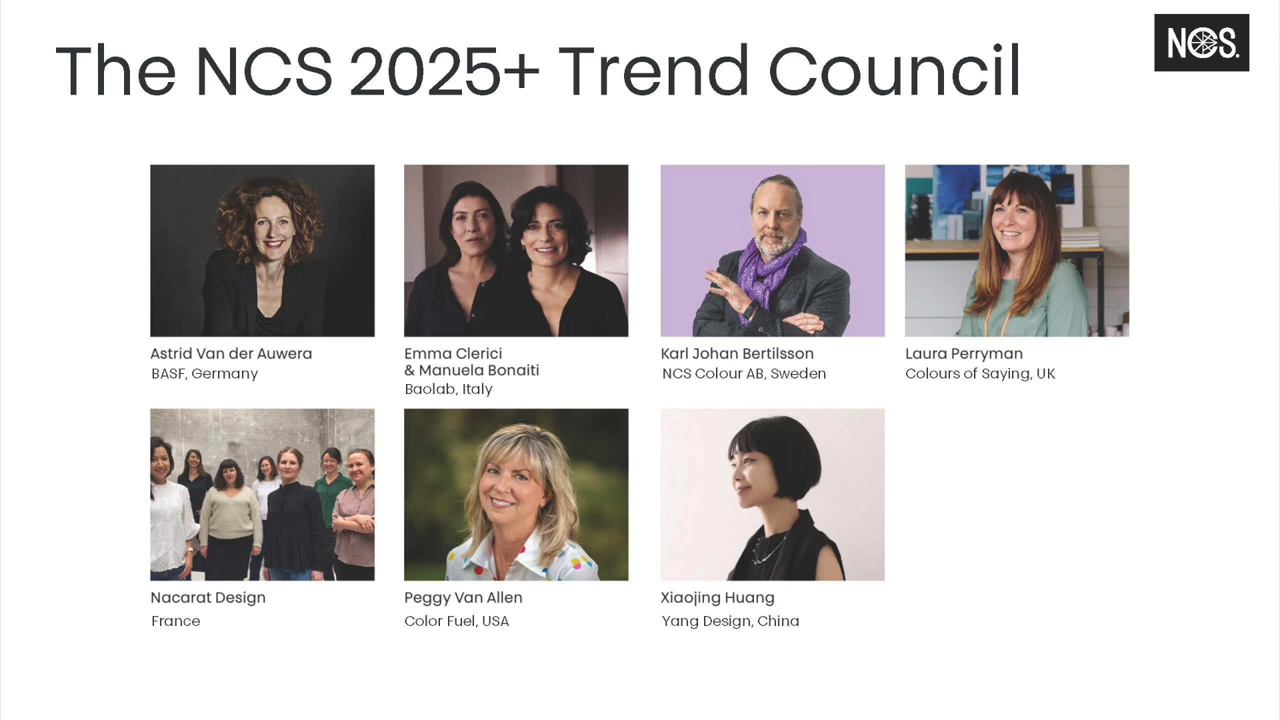 The NCS 2025+ Trend Council
NCS.
Astrid Van der Auwera
BASF, Germany
Emma Clerici
& Manuela Bonaiti
Baolab, Italy
Karl Johan Bertilsson
NCS Colour AB, Sweden
Laura Perryman
Colours of Saying, UK
Nacarat Design
France
Peggy Van Allen
Color Fuel, USA
Xiaojing Huang
Yang Design, China